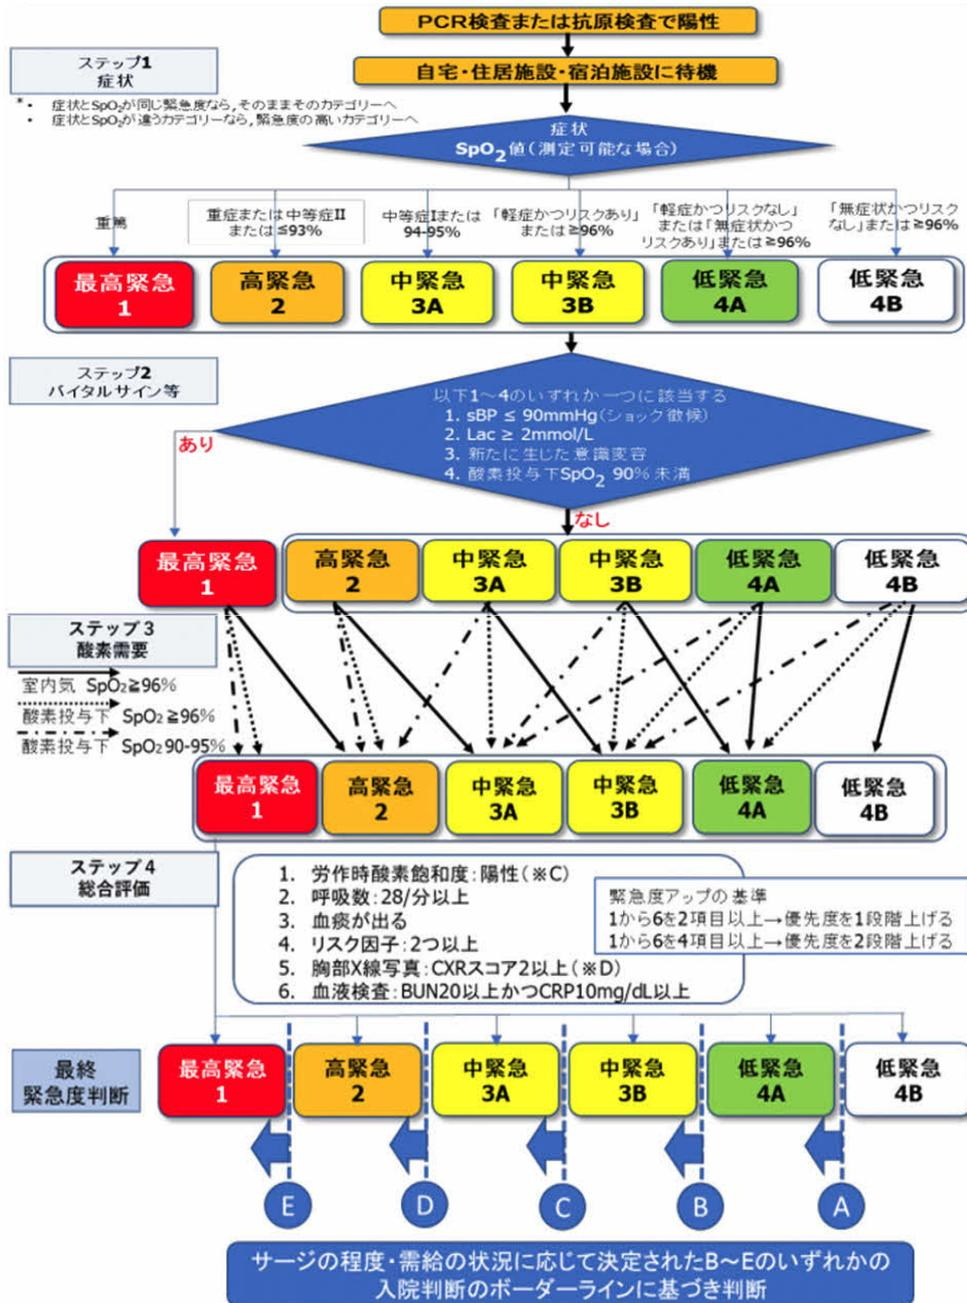 PCR検査または抗原検査で陽性
ステップ1
症状
自宅・住居施設・宿泊施設に待機
*・ 症状とSpO₂が同じ緊急度なら,そのままそのカテゴリーへ
・ 症状とSpO₂が違うカテゴリーなら,緊急度の高いカテゴリーへ
症状
SpO₂値(測定可能な場合)
重篤
重症または中等症II
または≦93%
中等症Iまたは
94-95%
「軽症かつリスクあり」
または≧96%
「軽症かつリスクなし」
または「無症状かつ
リスクあり」または≧96%
「無症状かつリスク
なし」または≧96%
最高緊急
1
高緊急
2
中緊急
3A
中緊急
3B
低緊急
4A
低緊急
4B
ステップ2
バイタルサイン等
以下1～4のいずれか一つに該当する
1. sBP ≤ 90mmHg(ショック徴候)
2. Lac ≥ 2mmol/L
3. 新たに生じた意識変容
4. 酸素投与下SpO₂ 90%未満
あり
なし
最高緊急
1
高緊急
2
中緊急
3A
中緊急
3B
低緊急
4A
低緊急
4B
ステップ3
酸素需要
室内気 SpO₂≧96%
酸素投与下 SpO₂≧96%
酸素投与下 SpO₂90-95%
最高緊急
1
高緊急
2
中緊急
3A
中緊急
3B
低緊急
4A
低緊急
4B
ステップ4
総合評価
1. 労作時酸素飽和度:陽性(※C)
2. 呼吸数:28/分以上
3. 血痰が出る
4. リスク因子:2つ以上
5. 胸部X線写真:CXRスコア2以上(※D)
6. 血液検査:BUN20以上かつCRP10mg/dL以上
緊急度アップの基準
1から6を2項目以上→優先度を1段階上げる
1から6を4項目以上→優先度を2段階上げる
最終
緊急度判断
最高緊急
1
高緊急
2
中緊急
3A
中緊急
3B
低緊急
4A
低緊急
4B
E
D
C
B
A
サージの程度・需給の状況に応じて決定されたB～Eのいずれかの
入院判断のボーダーラインに基づき判断